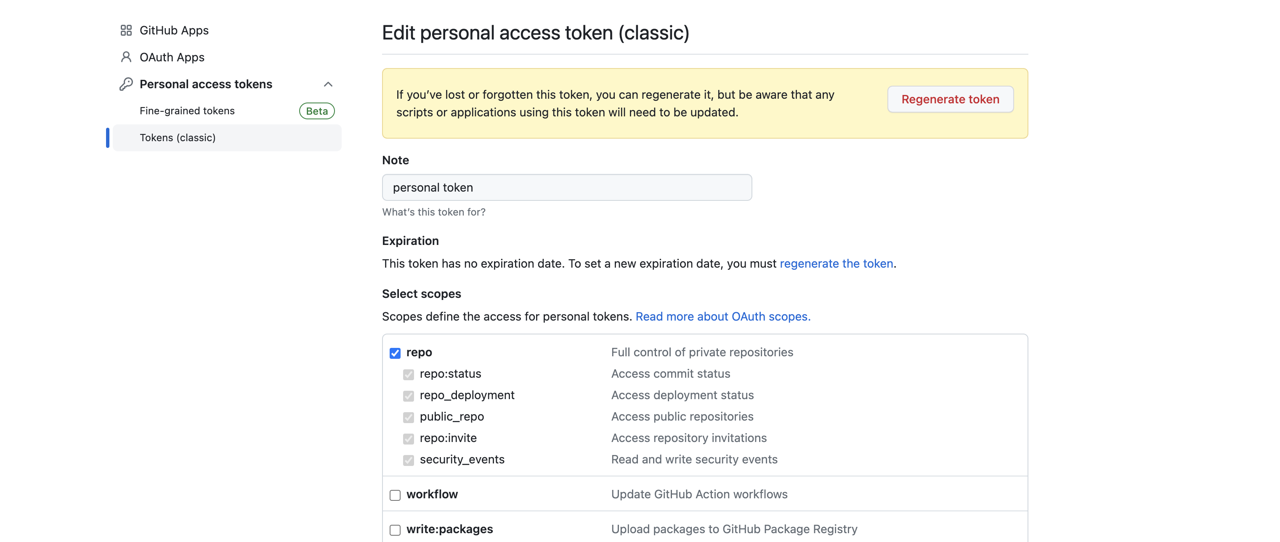 GitHub Apps
OAuth Apps
Personal access tokens
Fine-grained tokens Beta
Tokens (classic)
Edit personal access token (classic)
If you've lost or forgotten this token, you can regenerate it, but be aware that any
scripts or applications using this token will need to be updated.
Regenerate token
Note
personal token
What's this token for?
Expiration
This token has no expiration date. To set a new expiration date, you must regenerate the token.
Select scopes
Scopes define the access for personal tokens. Read more about OAuth scopes.
repo Full control of private repositories
repo:status Access commit status
repo_deployment Access deployment status
public_repo Access public repositories
repo:invite Access repository invitations
security_events Read and write security events
workflow Update GitHub Action workflows
write:packages Upload packages to GitHub Package Registry